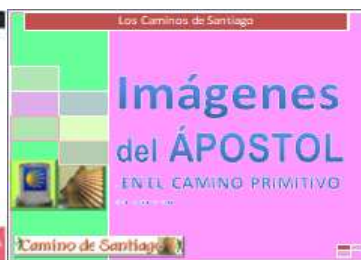 Los Caminos de Santiago
Imágenes
del ÁPOSTOL
EN EL CAMINO PRIMITIVO
Camino de Santiago